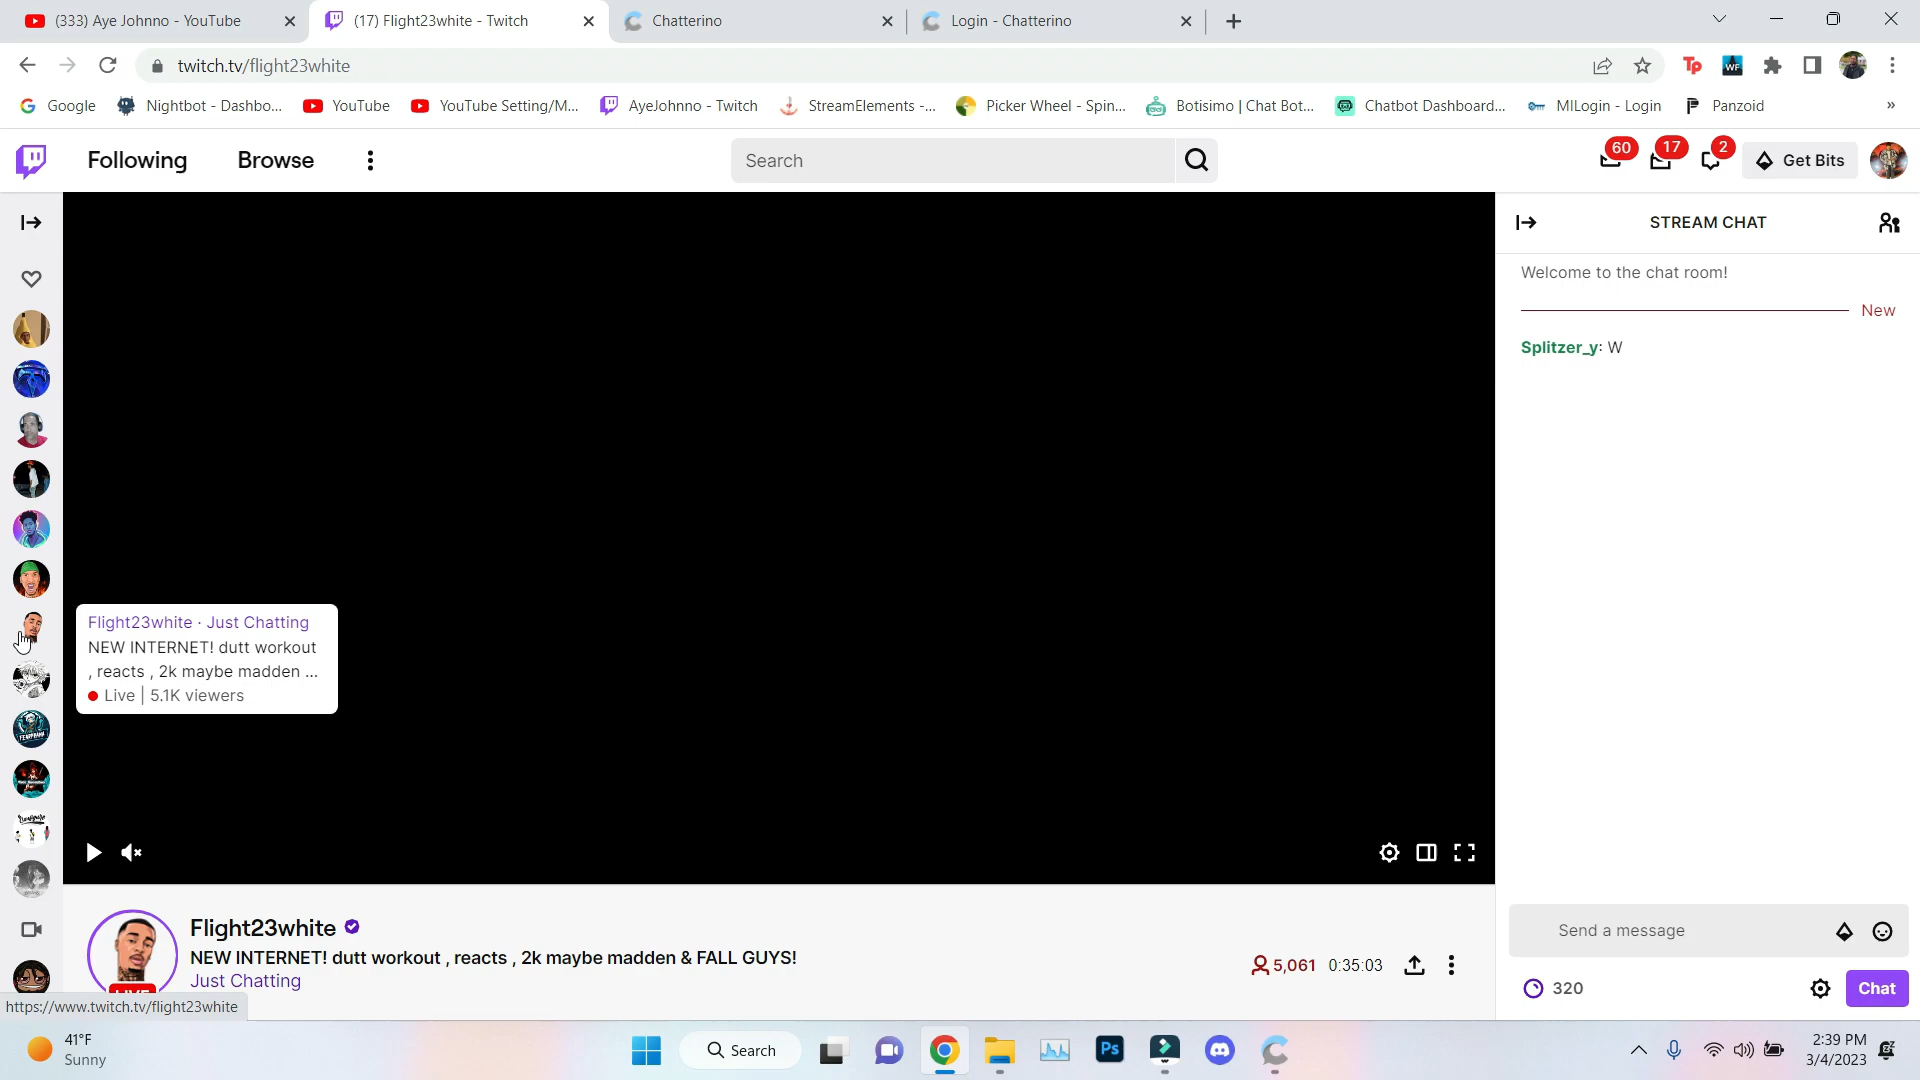 (333) Aye Johnno - YouTube
(17) Flight23white - Twitch
Chatterino
Login - Chatterino
twitch.tv/flight23white
Google
Nightbot - Dashbo...
YouTube
YouTube Setting/M...
AyeJohnno - Twitch
StreamElements -...
Picker Wheel - Spin...
Botisimo | Chat Bot...
Chatbot Dashboard...
MILogin - Login
Panzoid
»
Following
Browse
Search
60
17
2
Get Bits
STREAM CHAT
Welcome to the chat room!
New
Splitzer_y: W
Flight23white · Just Chatting
NEW INTERNET! dutt workout
, reacts , 2k maybe madden ...
Live | 5.1K viewers
Flight23white
NEW INTERNET! dutt workout , reacts , 2k maybe madden & FALL GUYS!
Just Chatting
5,061 0:35:03
Send a message
320
Chat
https://www.twitch.tv/flight23white
41°F
Sunny
Search
Ps
2:39 PM
3/4/2023